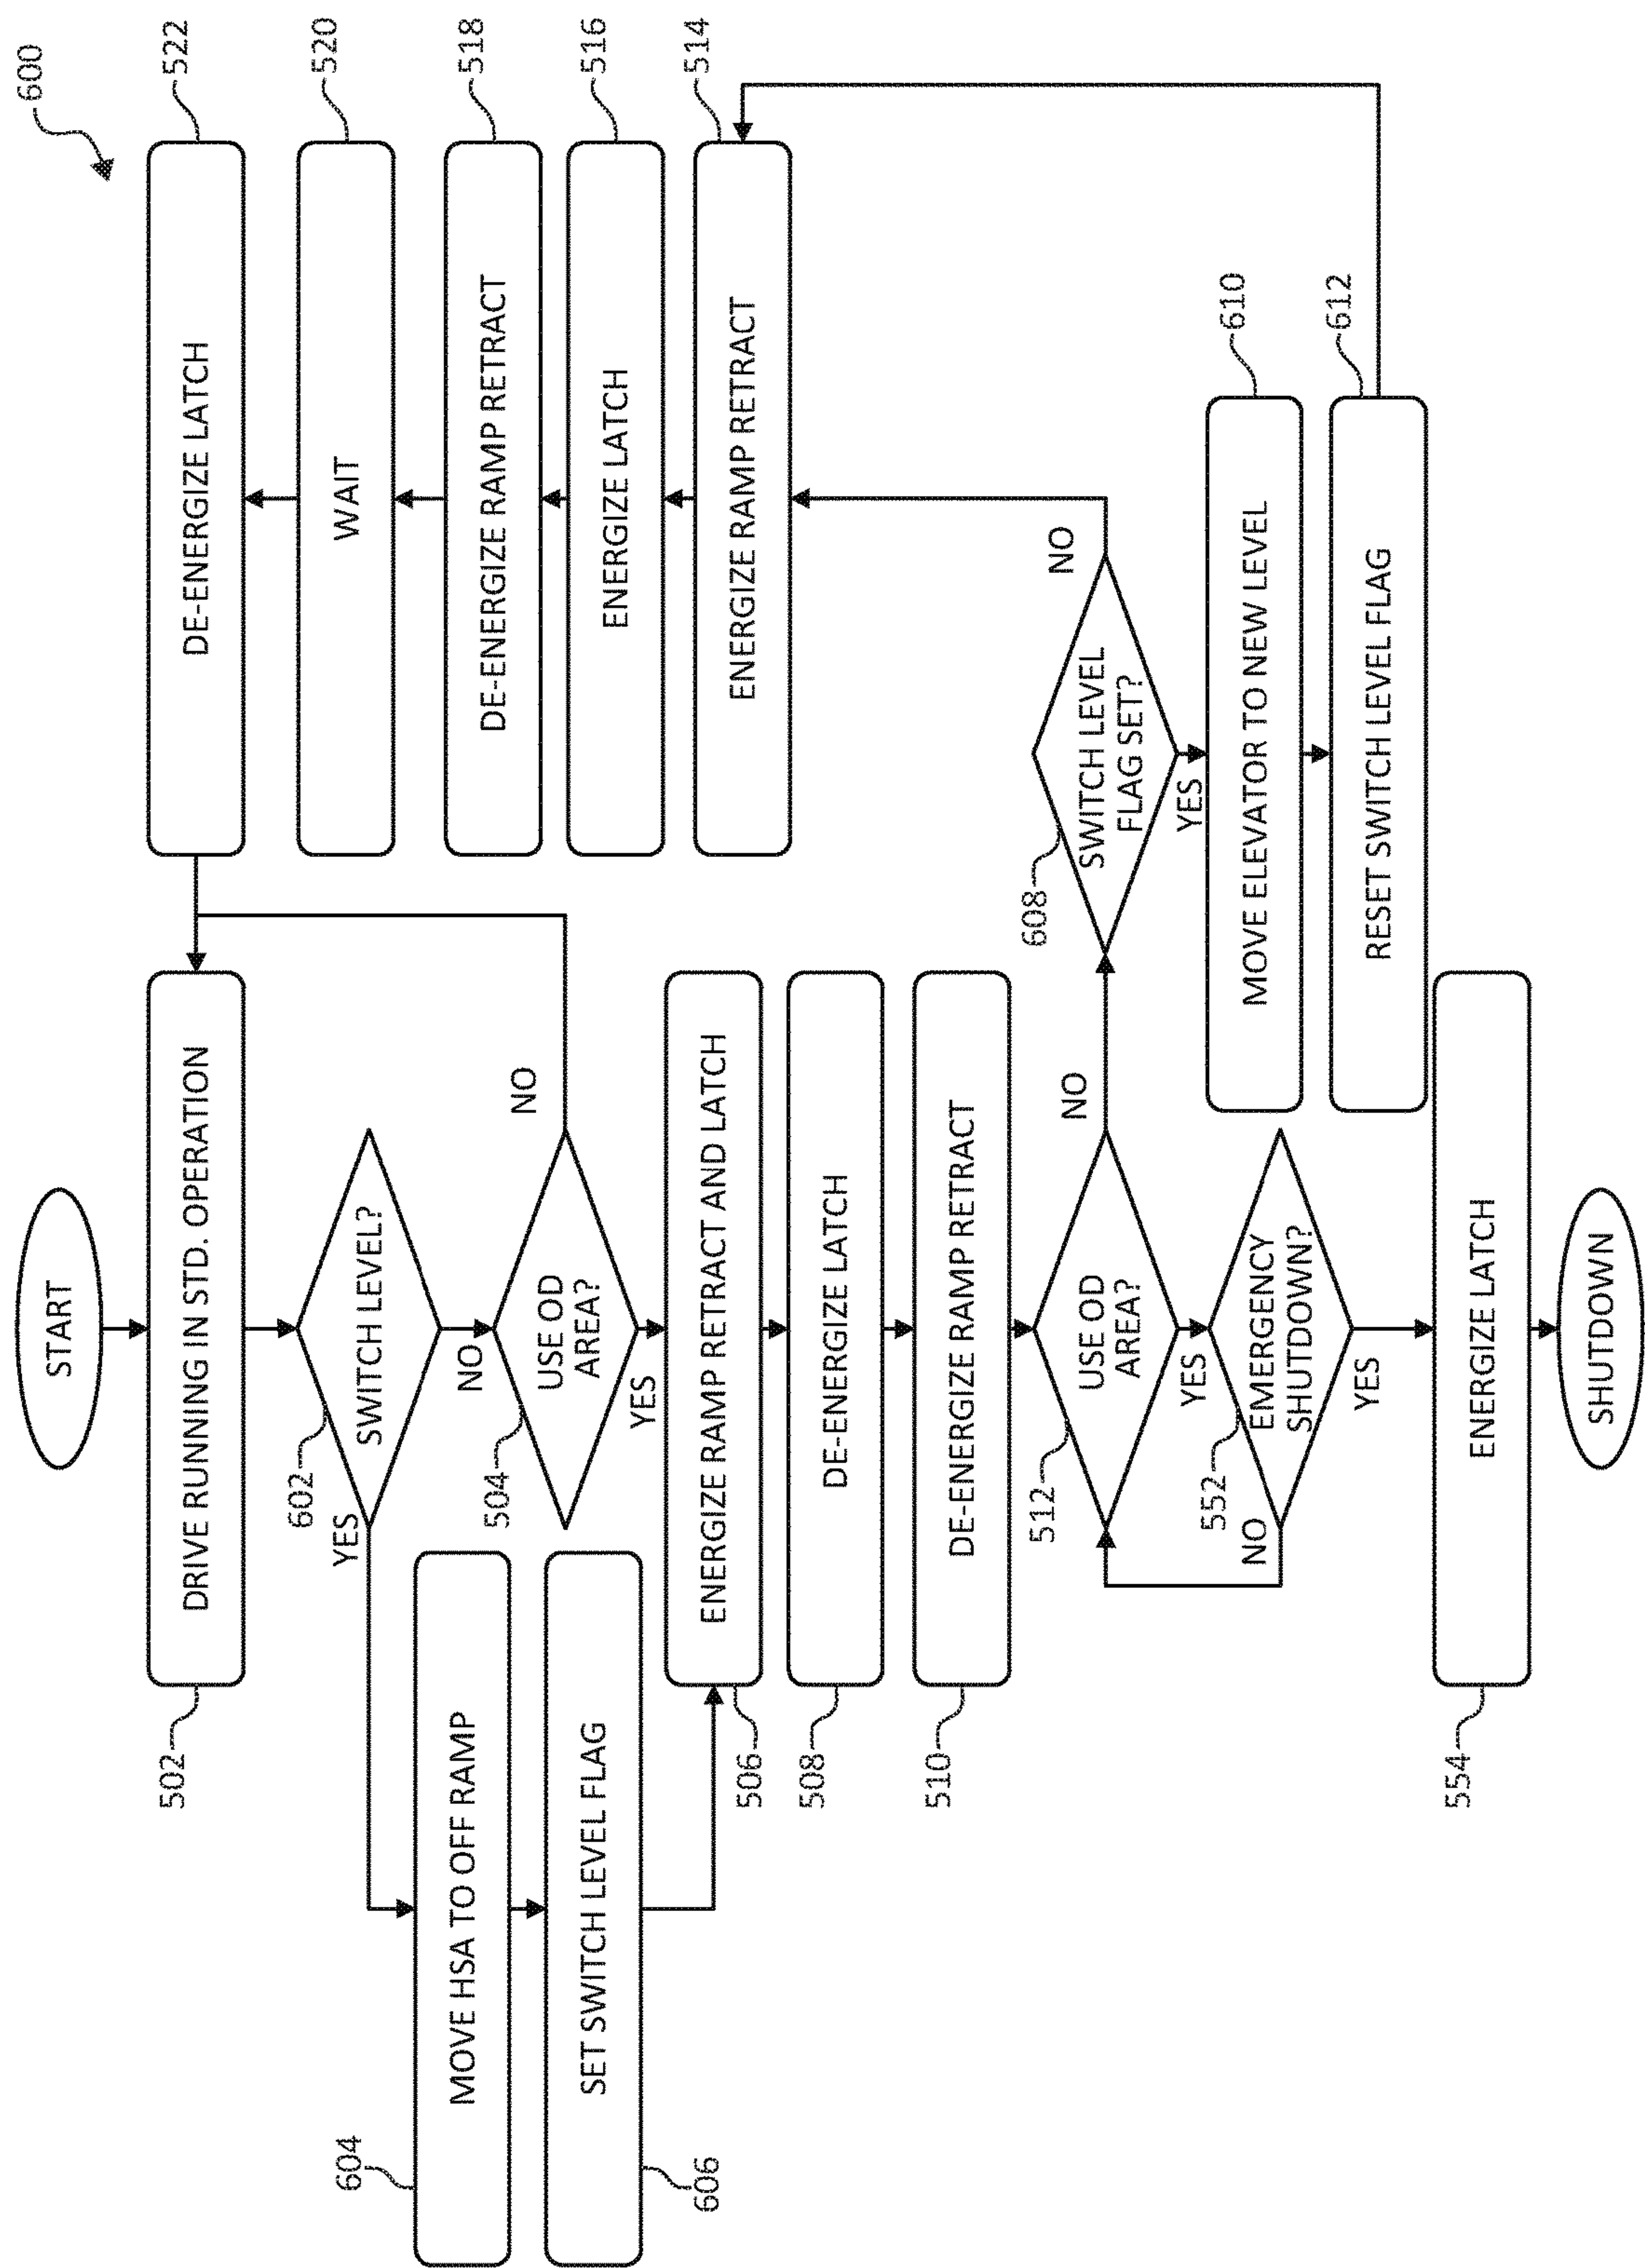 600
START
DRIVE RUNNING IN STD. OPERATION
502
SWITCH LEVEL?
602
YES
NO
MOVE HSA TO OFF RAMP
604
SET SWITCH LEVEL FLAG
606
USE OD
AREA?
504
NO
YES
ENERGIZE RAMP RETRACT AND LATCH
506
DE-ENERGIZE LATCH
508
DE-ENERGIZE RAMP RETRACT
510
USE OD
AREA?
512
NO
YES
EMERGENCY
SHUTDOWN?
552
NO
YES
ENERGIZE LATCH
554
SHUTDOWN
SWITCH LEVEL
FLAG SET?
608
NO
YES
MOVE ELEVATOR TO NEW LEVEL
610
RESET SWITCH LEVEL FLAG
612
ENERGIZE RAMP RETRACT
514
ENERGIZE LATCH
516
DE-ENERGIZE RAMP RETRACT
518
WAIT
520
DE-ENERGIZE LATCH
522